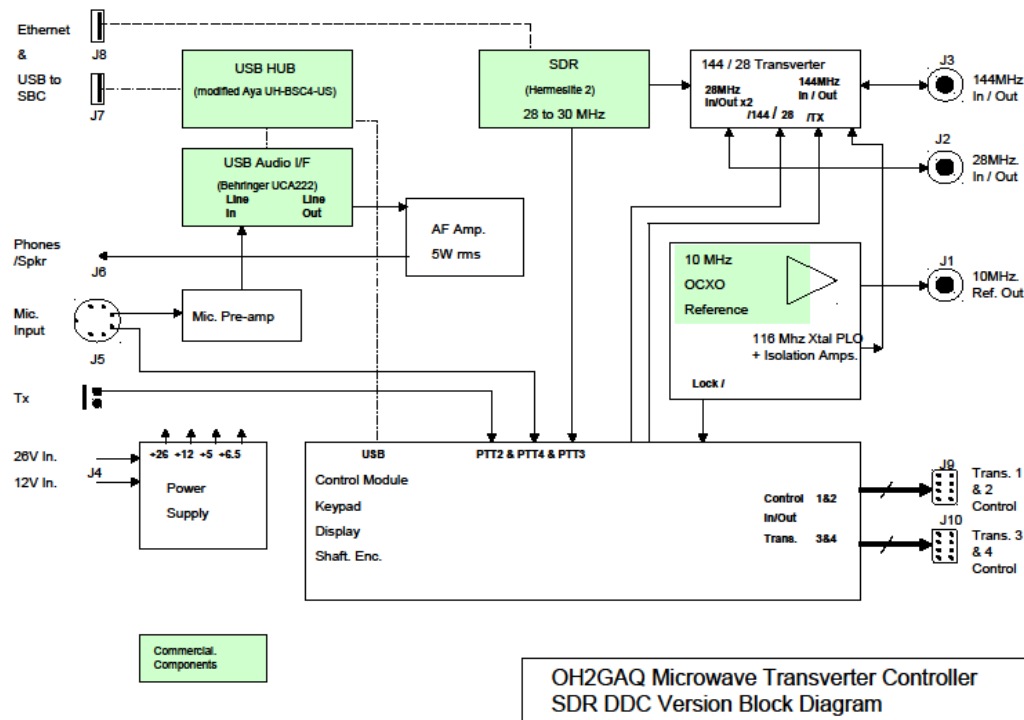 Ethernet
&
USB to
SBC
J8
J7
USB HUB
(modified Aya UH-BSC4-US)
SDR
(Hermeslite 2)
28 to 30 MHz
144 / 28 Transverter
28MHz
In/Out x2
144MHz
In / Out
/144 / 28
/TX
J3
144MHz
In / Out
J2
28MHz.
In / Out
USB Audio I/F
(Behringer UCA222)
Line
In
Line
Out
AF Amp.
5W rms
Phones
/Spkr
J6
Mic.
Input
J5
Mic. Pre-amp
10 MHz
OCXO
Reference
116 Mhz Xtal PLO
+ Isolation Amps.
Lock /
J1
10MHz.
Ref. Out
Tx
26V In.
12V In.
J4
+26 +12 +5 +6.5
Power
Supply
USB
PTT2 & PTT4 & PTT3
Control Module
Keypad
Display
Shaft. Enc.
Control 1&2
In/Out
Trans. 3&4
J9
Trans. 1
& 2
Control
J10
Trans. 3
& 4
Control
Commercial.
Components
OH2GAQ Microwave Transverter Controller
SDR DDC Version Block Diagram